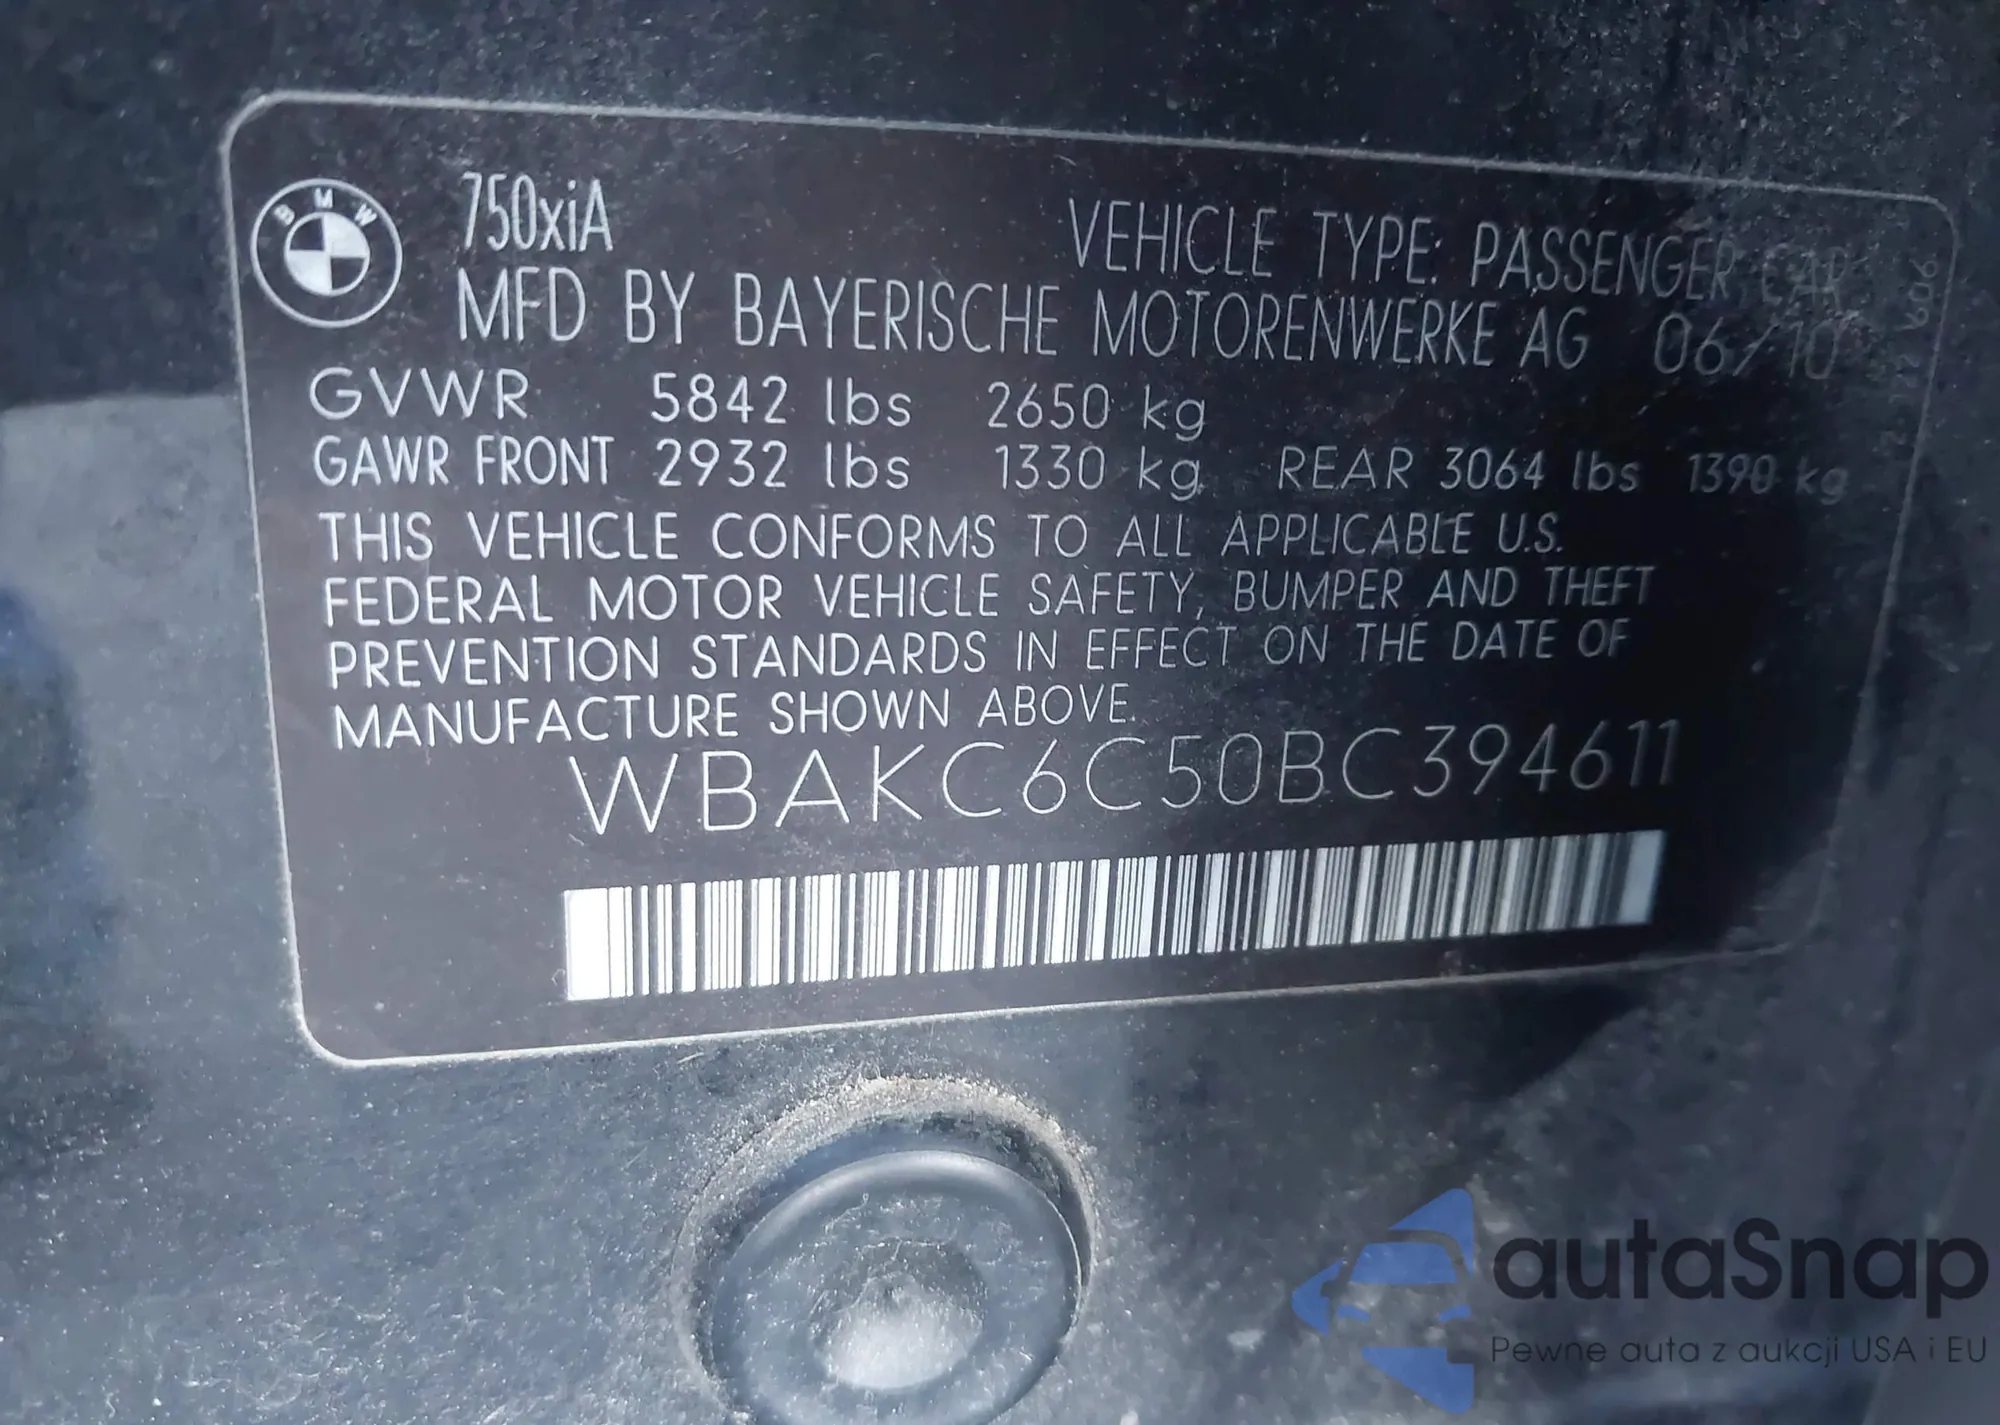 BMW
750xiA
VEHICLE TYPE: PASSENGER CAR
MFD BY BAYERISCHE MOTORENWERKE AG 06/10
GVWR 5842 lbs 2650 kg
GAWR FRONT 2932 lbs 1330 kg REAR 3064 lbs 1390 kg
THIS VEHICLE CONFORMS TO ALL APPLICABLE U.S.
FEDERAL MOTOR VEHICLE SAFETY, BUMPER AND THEFT
PREVENTION STANDARDS IN EFFECT ON THE DATE OF
MANUFACTURE SHOWN ABOVE.
WBAKC6C50BC394611
autaSnap
Pewne auta z aukcji USA i EU